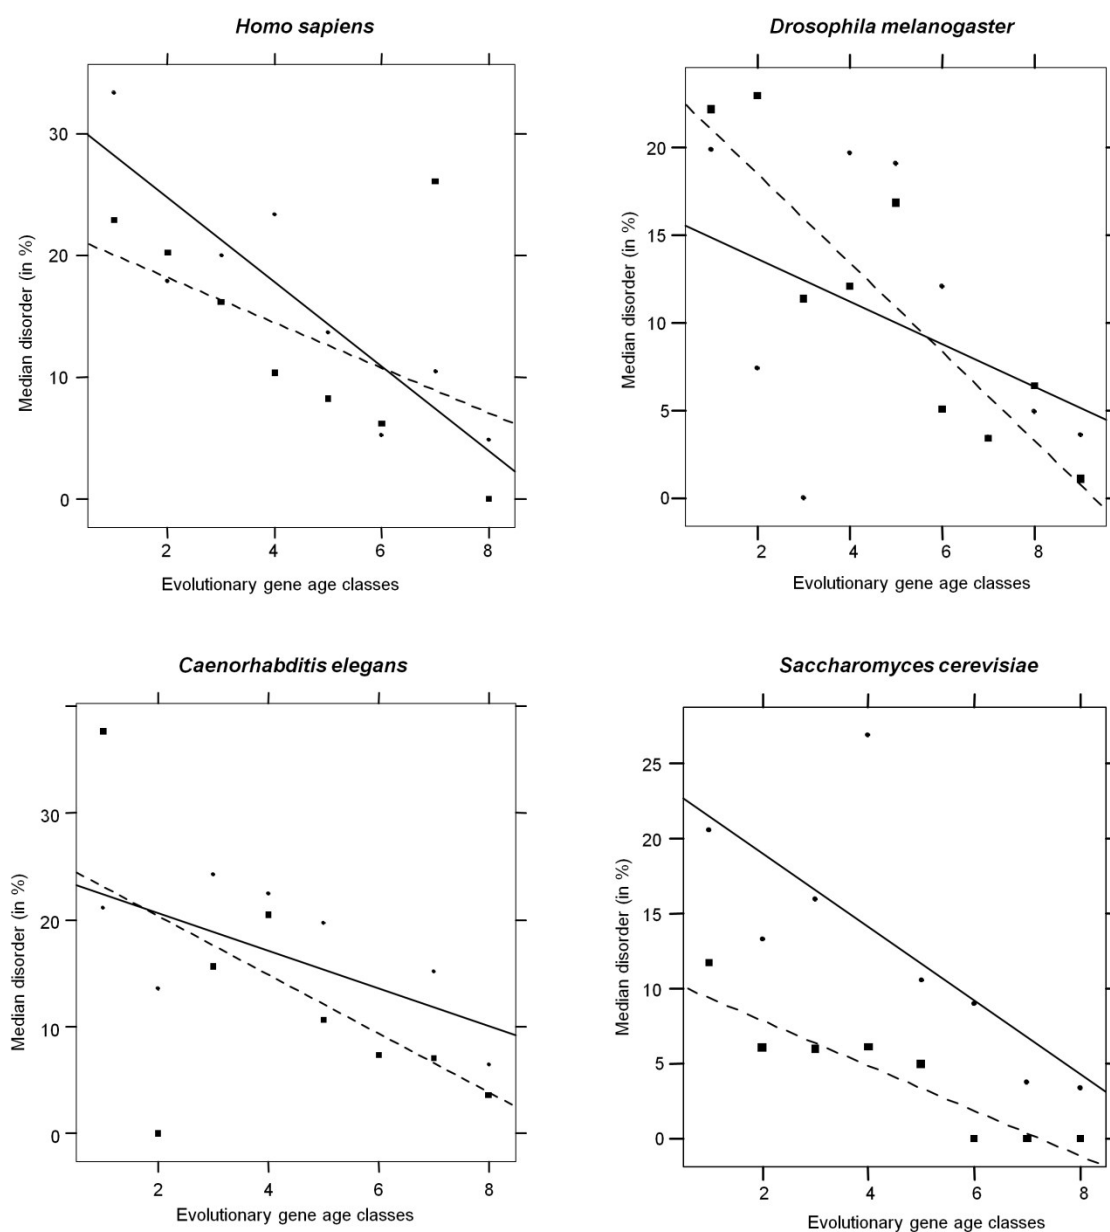 Homo sapiens
Median disorder (in %)
30
20
10
0
2 4 6 8
Evolutionary gene age classes
Drosophila melanogaster
Median disorder (in %)
20
15
10
5
0
2 4 6 8
Evolutionary gene age classes
Caenorhabditis elegans
Median disorder (in %)
30
20
10
0
2 4 6 8
Evolutionary gene age classes
Saccharomyces cerevisiae
Median disorder (in %)
25
20
15
10
5
0
2 4 6 8
Evolutionary gene age classes